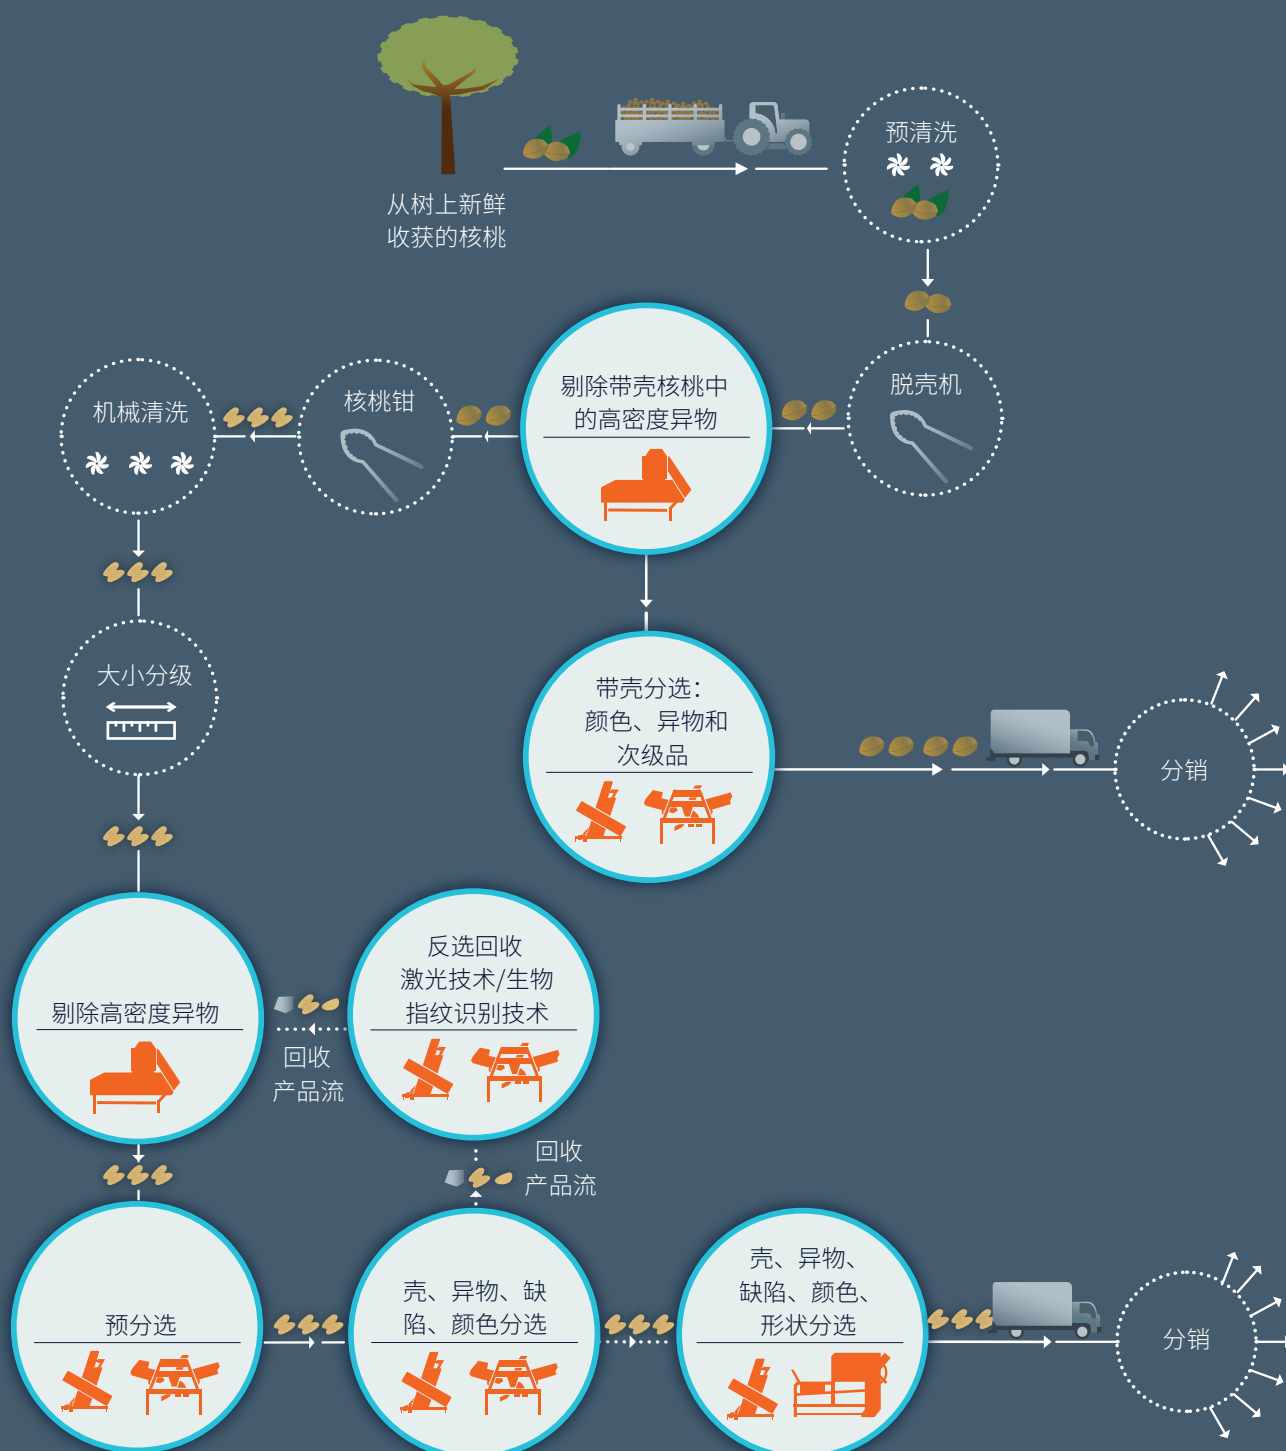 从树上新鲜
收获的核桃
预清洗
脱壳机
剔除带壳核桃中
的高密度异物
核桃钳
机械清洗
大小分级
带壳分选：
颜色、异物和
次级品
分销
剔除高密度异物
反选回收
激光技术/生物
指纹识别技术
回收
产品流
回收
产品流
预分选
壳、异物、缺
陷、颜色分选
壳、异物、
缺陷、颜色、
形状分选
分销